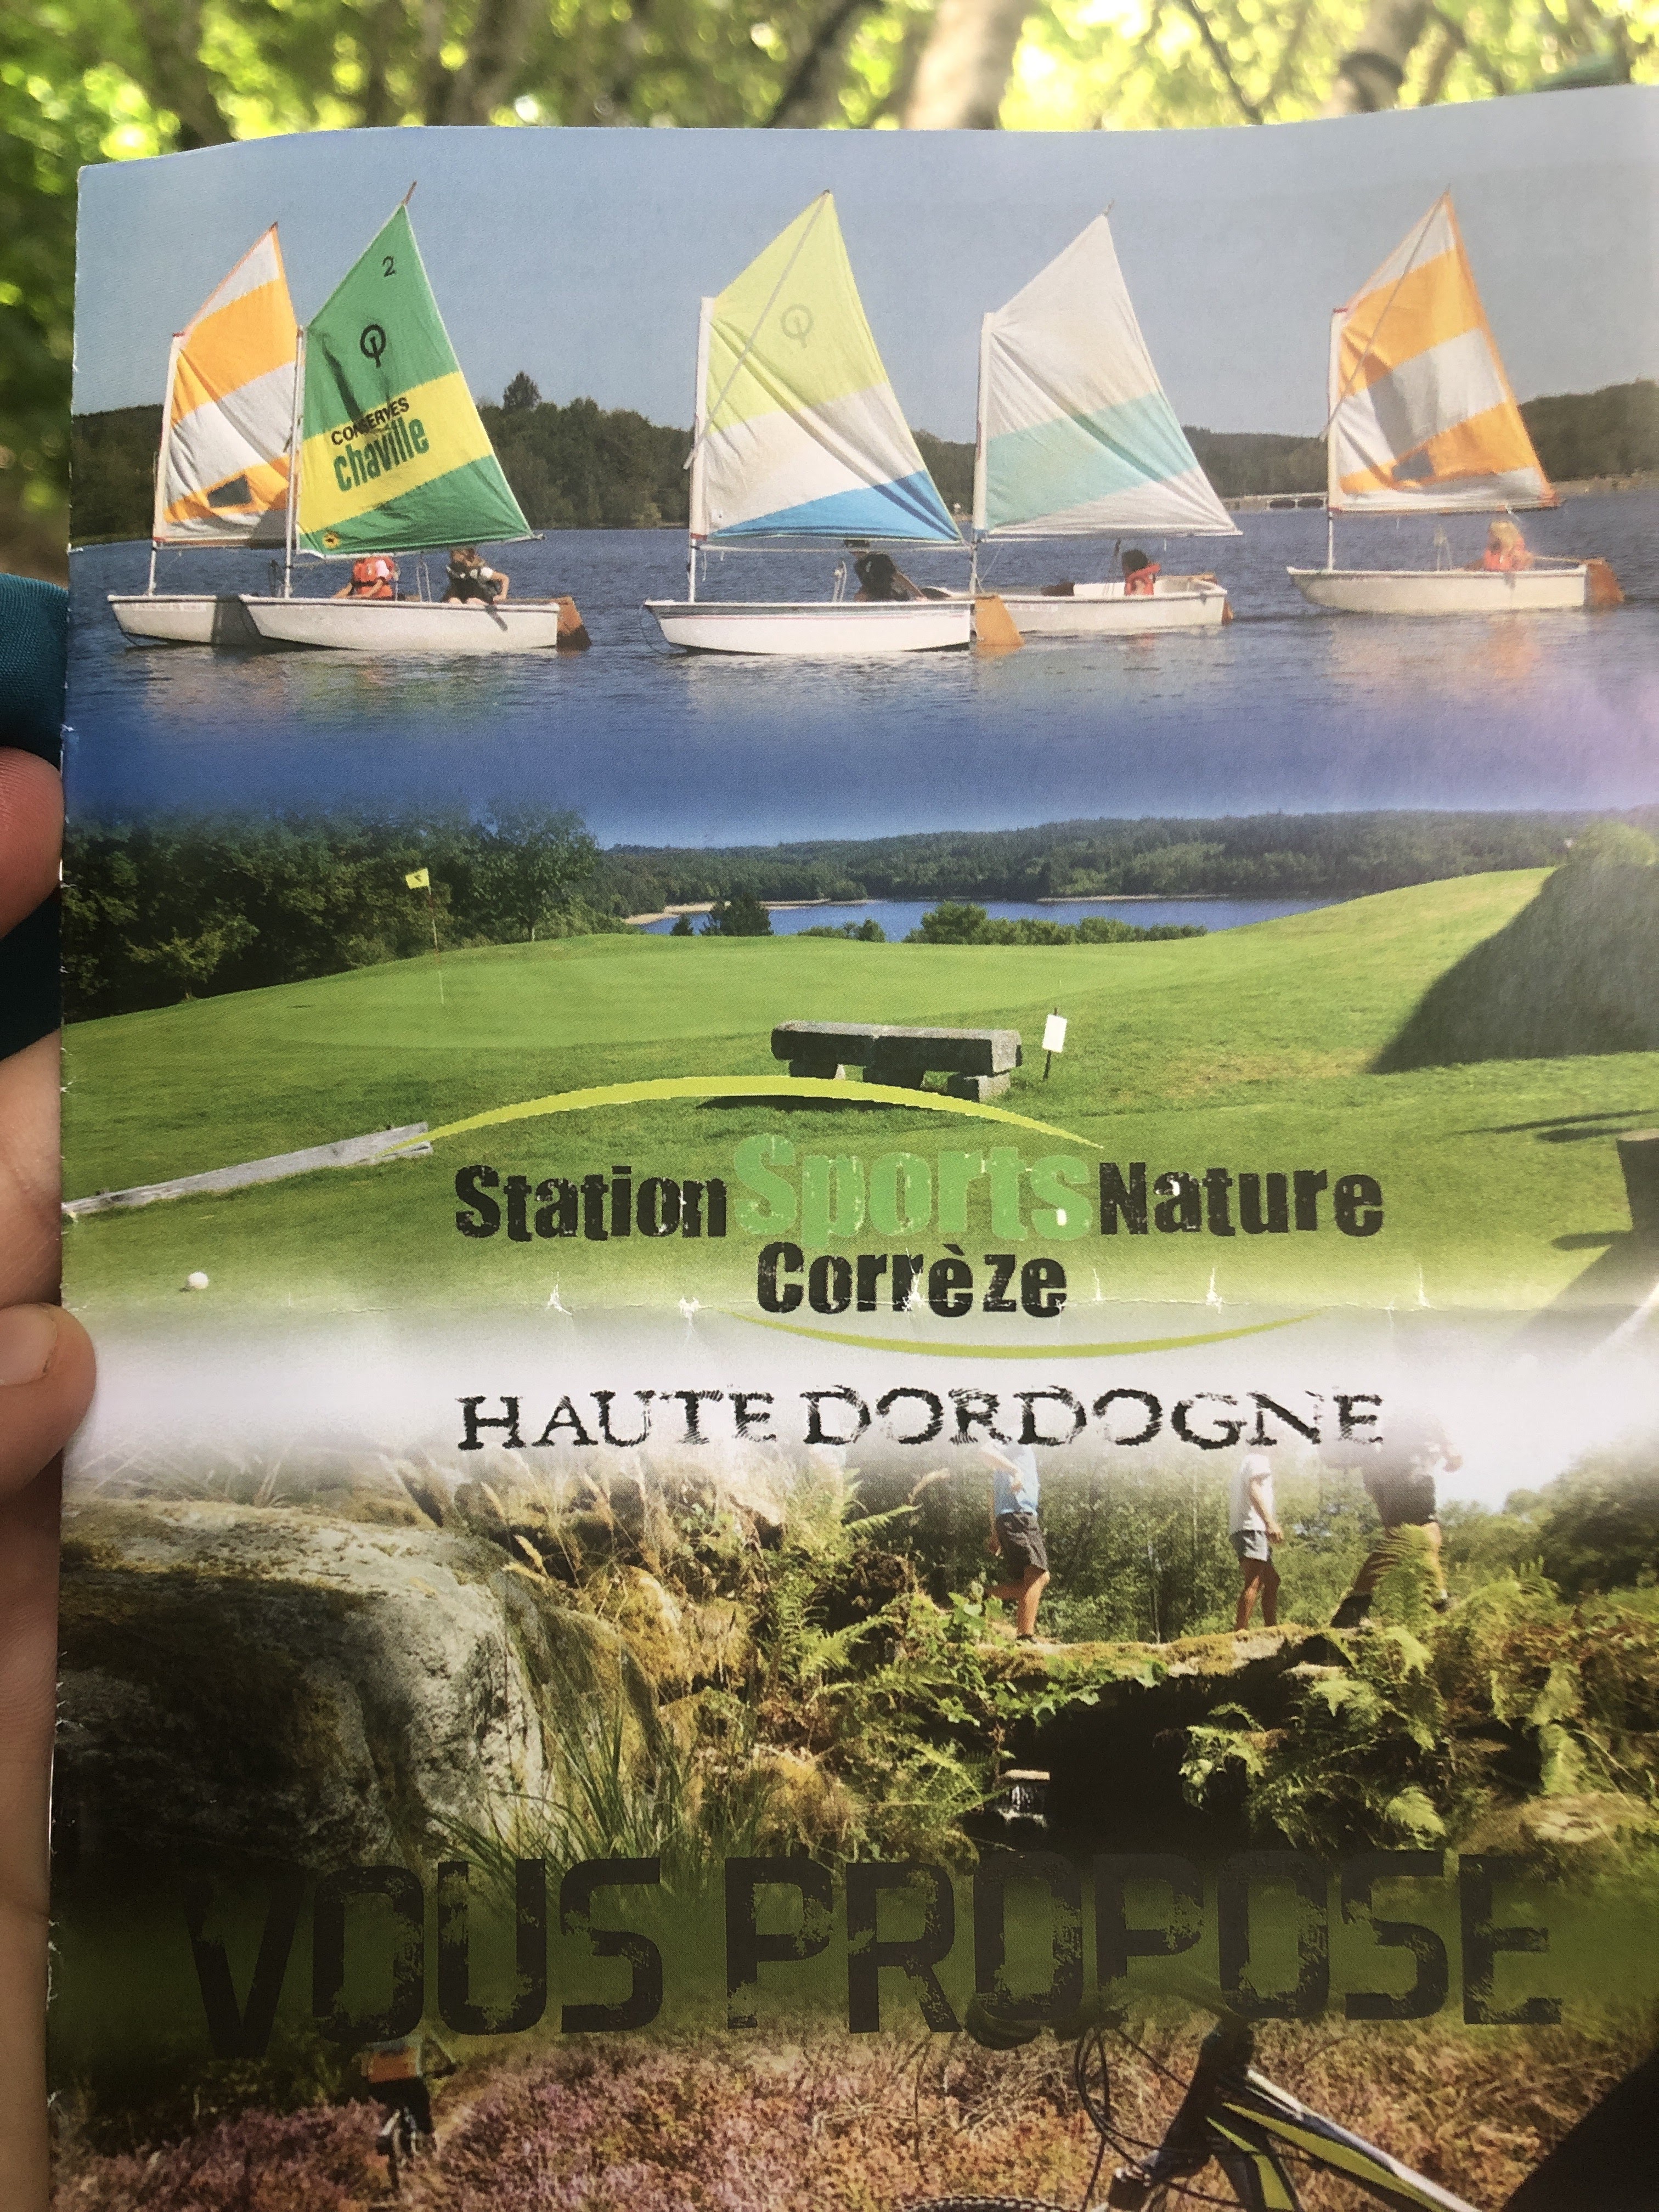 2
CONSERVES
chaville
Station Sports Nature
Corrèze
HAUTE DORDOGNE
VOUS PROPOSE